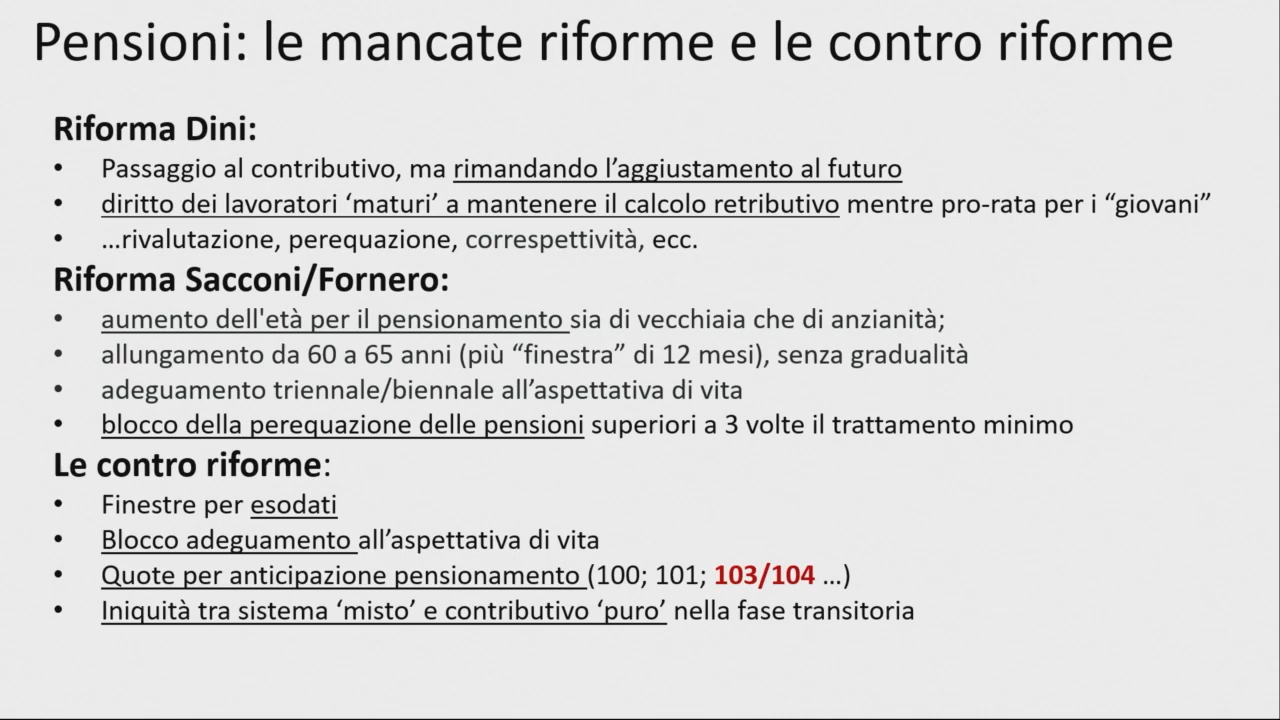 Pensioni: le mancate riforme e le contro riforme
Riforma Dini:
• Passaggio al contributivo, ma rimandando l’aggiustamento al futuro
• diritto dei lavoratori ‘maturi’ a mantenere il calcolo retributivo mentre pro-rata per i “giovani”
• …rivalutazione, perequazione, correspettività, ecc.
Riforma Sacconi/Fornero:
• aumento dell'età per il pensionamento sia di vecchiaia che di anzianità;
• allungamento da 60 a 65 anni (più “finestra” di 12 mesi), senza gradualità
• adeguamento triennale/biennale all’aspettativa di vita
• blocco della perequazione delle pensioni superiori a 3 volte il trattamento minimo
Le contro riforme:
• Finestre per esodati
• Blocco adeguamento all’aspettativa di vita
• Quote per anticipazione pensionamento (100; 101; 103/104 …)
• Iniquità tra sistema ‘misto’ e contributivo ‘puro’ nella fase transitoria